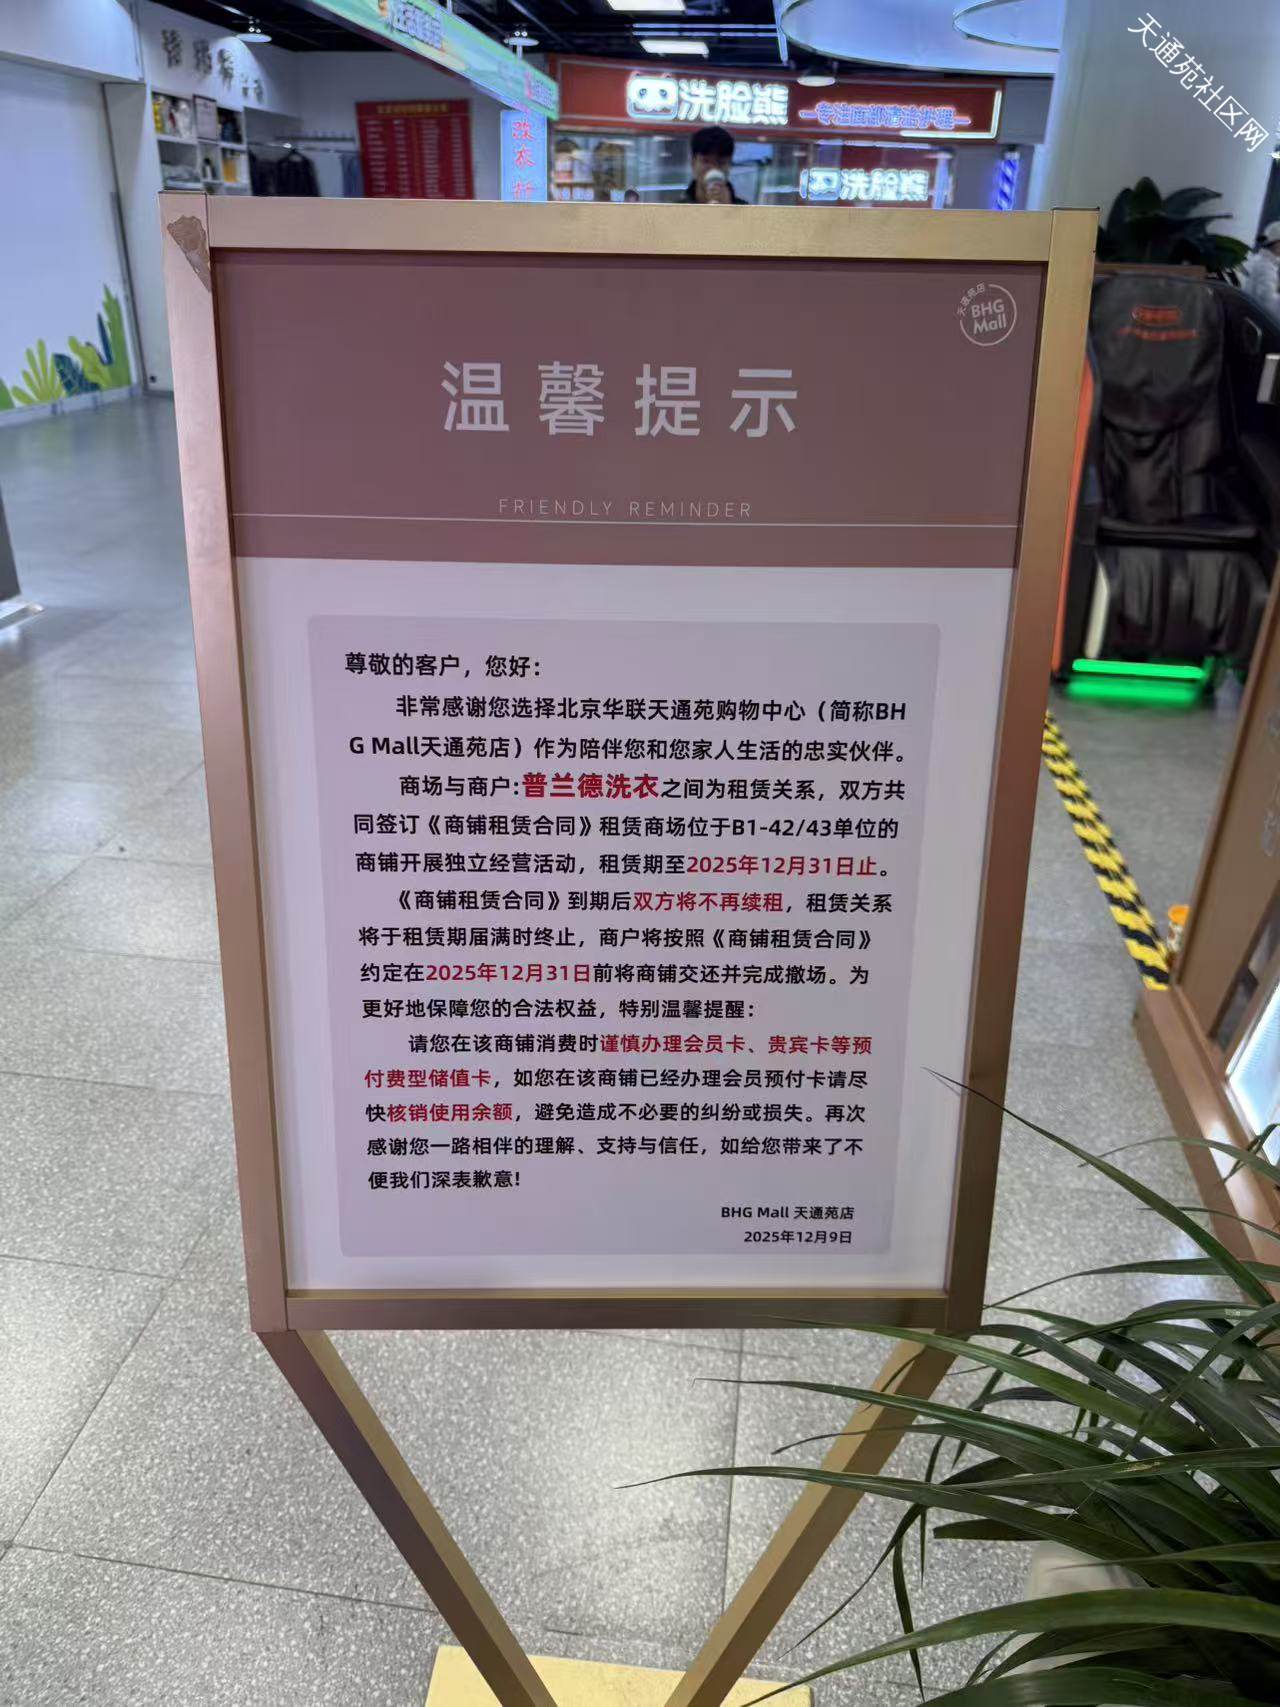 天通苑社区网
洗脸熊
专注面部清洁护理
洗脸熊
改衣
天通苑店
BHG
Mall
温馨提示
FRIENDLY REMINDER
尊敬的客户，您好：
非常感谢您选择北京华联天通苑购物中心（简称BH
G Mall天通苑店）作为陪伴您和您家人生活的忠实伙伴。
商场与商户:普兰德洗衣之间为租赁关系，双方共
同签订《商铺租赁合同》租赁商场位于B1-42/43单位的
商铺开展独立经营活动，租赁期至2025年12月31日止。
《商铺租赁合同》到期后双方将不再续租，租赁关系
将于租赁期届满时终止，商户将按照《商铺租赁合同》
约定在2025年12月31日前将商铺交还并完成撤场。为
更好地保障您的合法权益，特别温馨提醒：
请您在该商铺消费时谨慎办理会员卡、贵宾卡等预
付费型储值卡，如您在该商铺已经办理会员预付卡请尽
快核销使用余额，避免造成不必要的纠纷或损失。再次
感谢您一路相伴的理解、支持与信任，如给您带来了不
便我们深表歉意!
BHG Mall 天通苑店
2025年12月9日